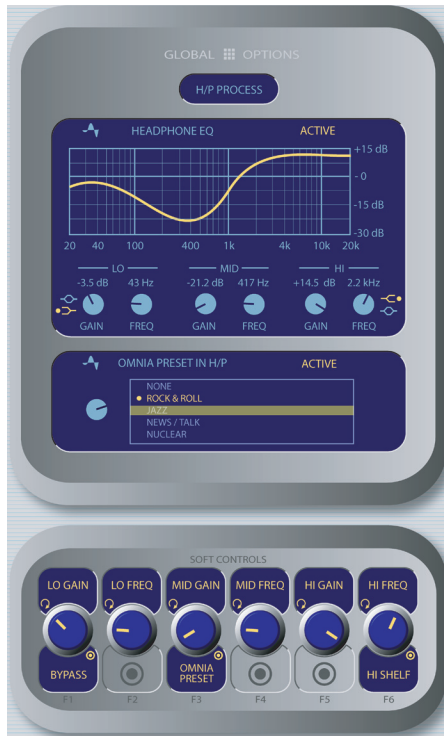 GLOBAL OPTIONS
H/P PROCESS
HEADPHONE EQ ACTIVE
+15 dB
- 0
-15 dB
-30 dB
20 40 100 400 1k 4k 10k 20k
LO MID HI
-3.5 dB 43 Hz -21.2 dB 417 Hz +14.5 dB 2.2 kHz
GAIN FREQ GAIN FREQ GAIN FREQ
OMNIA PRESET IN H/P ACTIVE
NONE
ROCK & ROLL
JAZZ
NEWS / TALK
NUCLEAR
SOFT CONTROLS
LO GAIN LO FREQ MID GAIN MID FREQ HI GAIN HI FREQ
BYPASS OMNIA PRESET HI SHELF
F1 F2 F3 F4 F5 F6